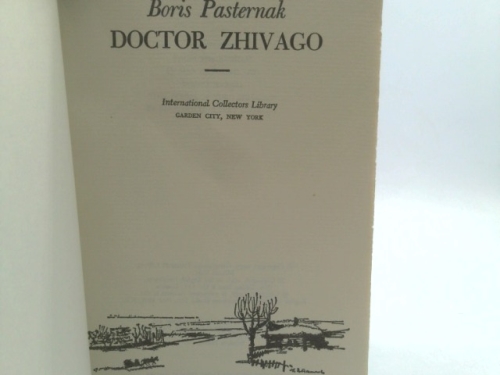 Boris Pasternak
DOCTOR ZHIVAGO
International Collectors Library
GARDEN CITY, NEW YORK